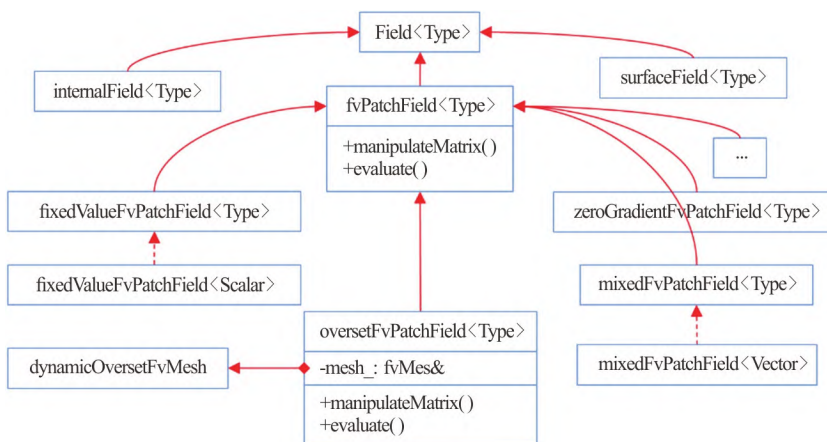 Field<Type>
internalField<Type>
surfaceField<Type>
fvPatchField<Type>
+manipulateMatrix()
+evaluate()
...
fixedValueFvPatchField<Type>
zeroGradientFvPatchField<Type>
fixedValueFvPatchField<Scalar>
mixedFvPatchField<Type>
oversetFvPatchField<Type>
dynamicOversetFvMesh
-mesh_: fvMes&
mixedFvPatchField<Vector>
+manipulateMatrix()
+evaluate()